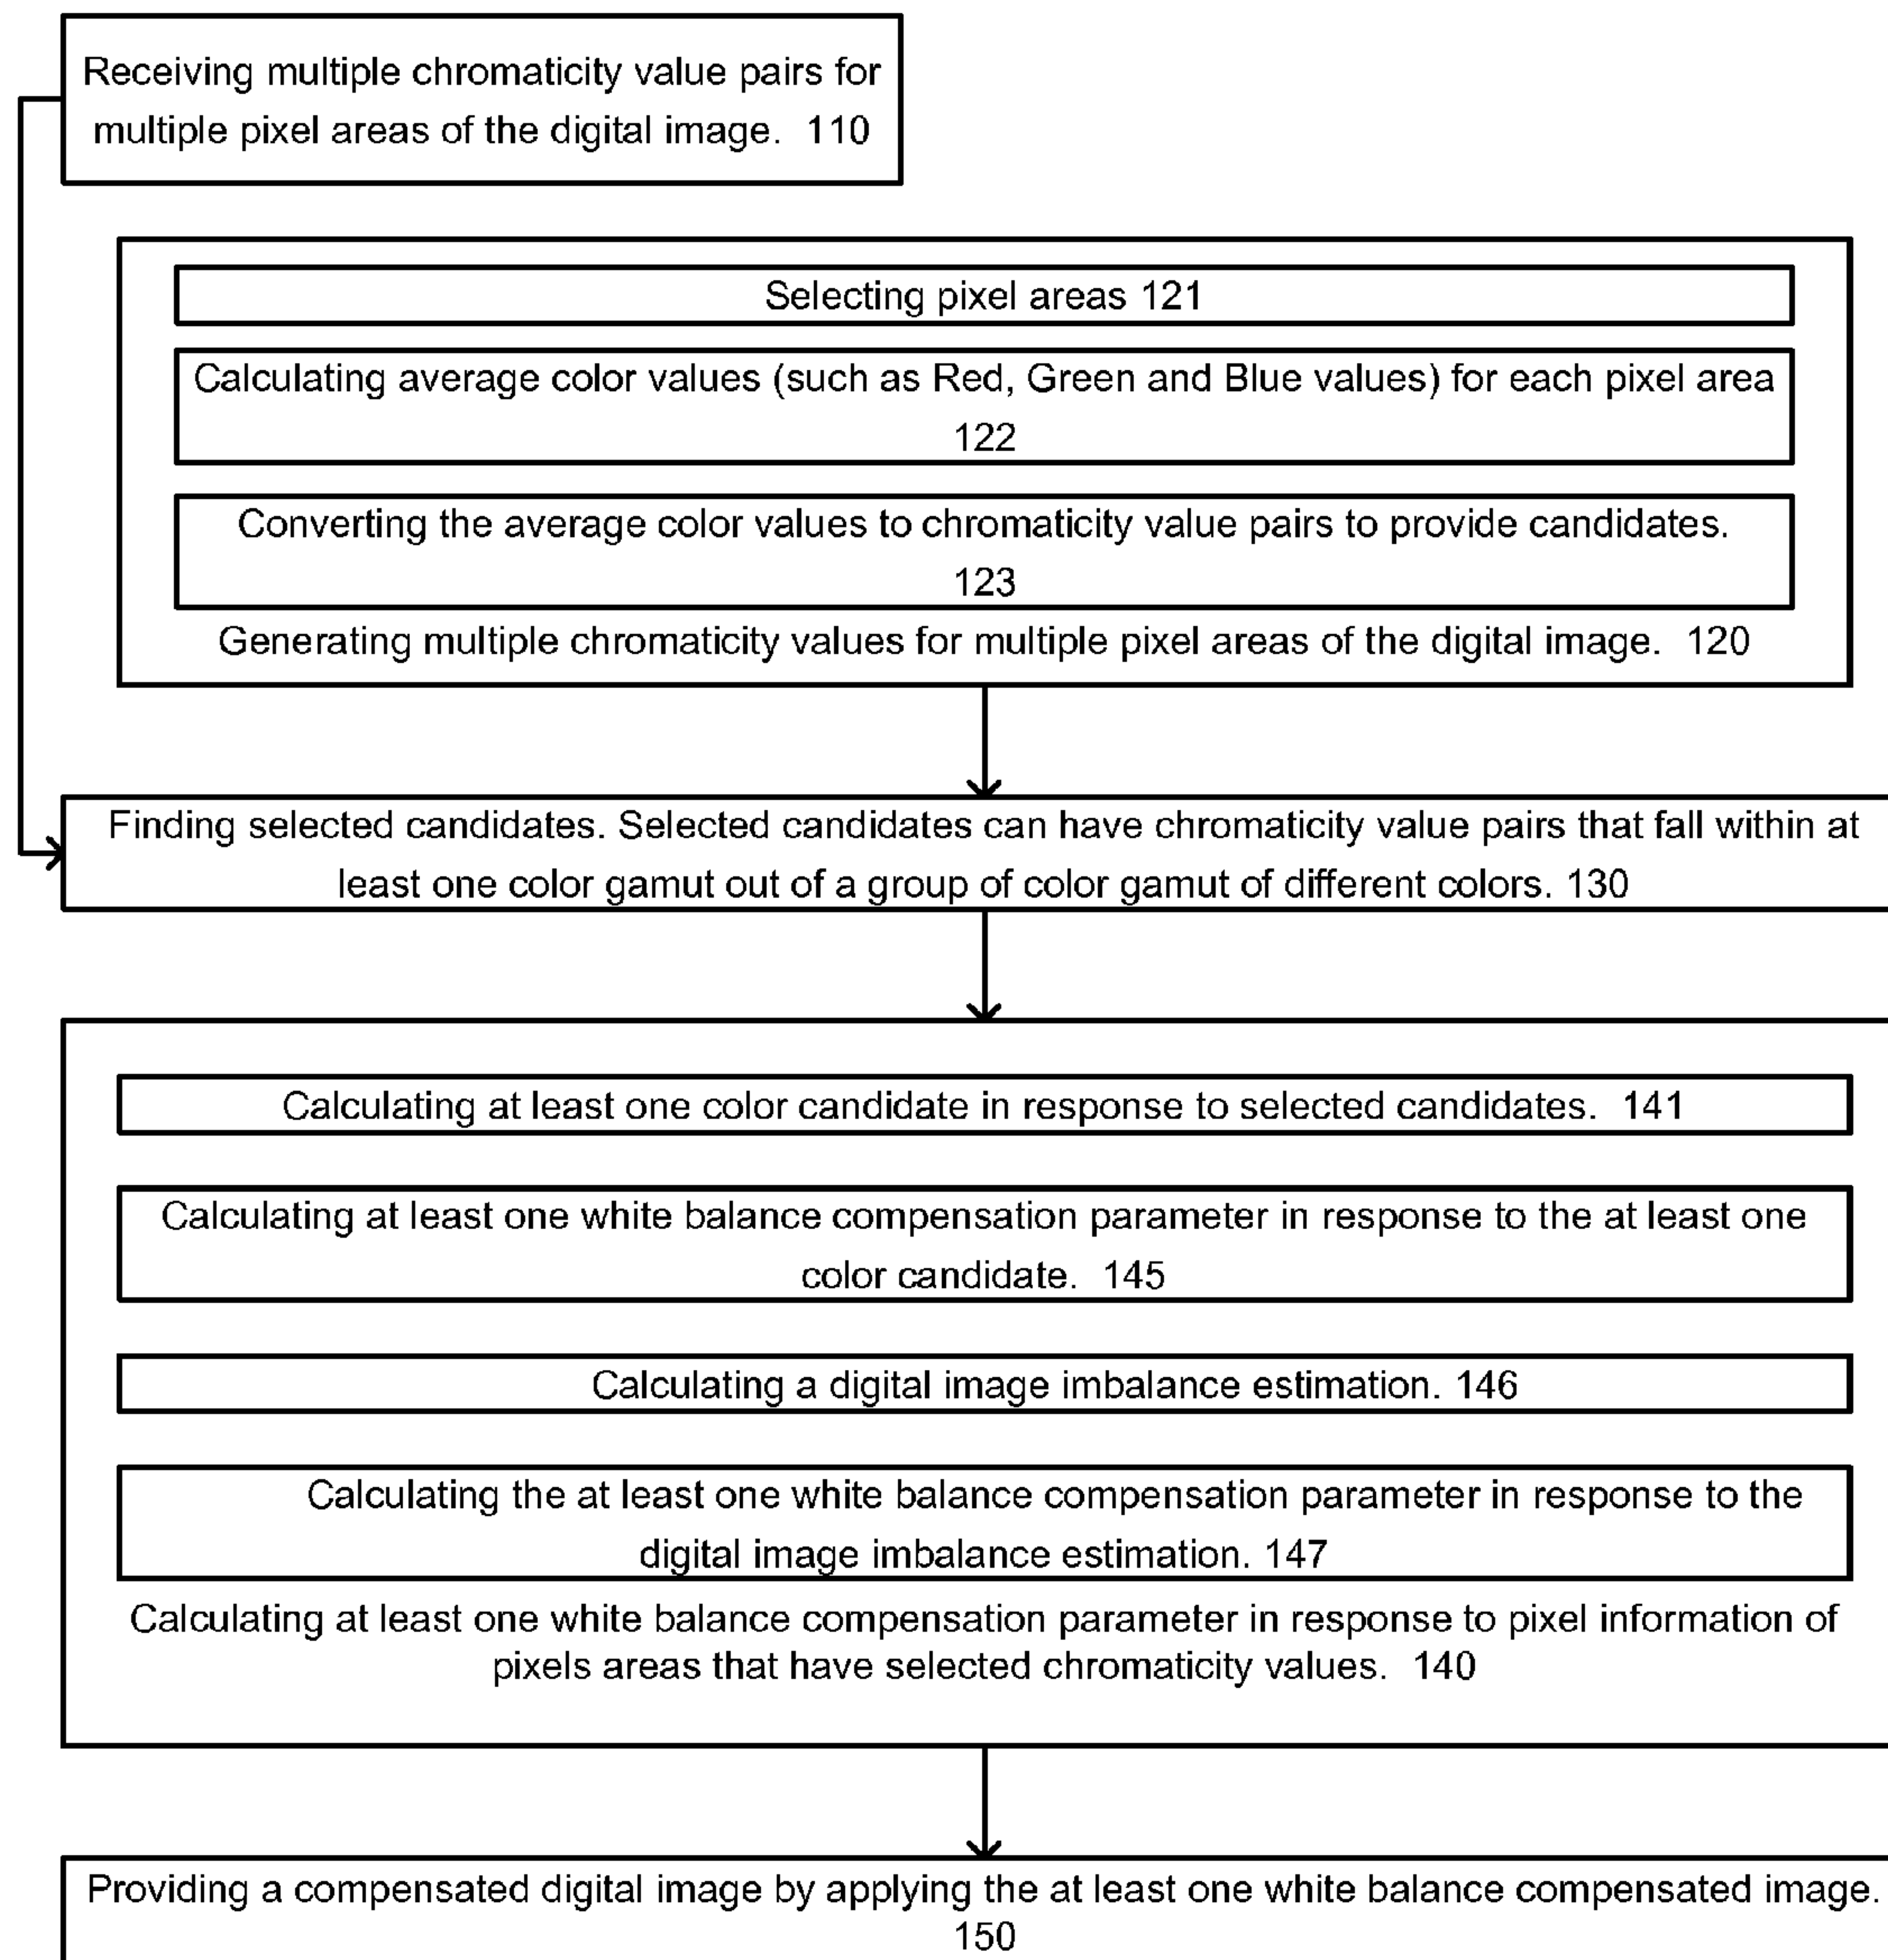 Receiving multiple chromaticity value pairs for
multiple pixel areas of the digital image. 110
Selecting pixel areas 121
Calculating average color values (such as Red, Green and Blue values) for each pixel area
122
Converting the average color values to chromaticity value pairs to provide candidates.
123
Generating multiple chromaticity values for multiple pixel areas of the digital image. 120
Finding selected candidates. Selected candidates can have chromaticity value pairs that fall within at
least one color gamut out of a group of color gamut of different colors. 130
Calculating at least one color candidate in response to selected candidates. 141
Calculating at least one white balance compensation parameter in response to the at least one
color candidate. 145
Calculating a digital image imbalance estimation. 146
Calculating the at least one white balance compensation parameter in response to the
digital image imbalance estimation. 147
Calculating at least one white balance compensation parameter in response to pixel information of
pixels areas that have selected chromaticity values. 140
Providing a compensated digital image by applying the at least one white balance compensated image.
150